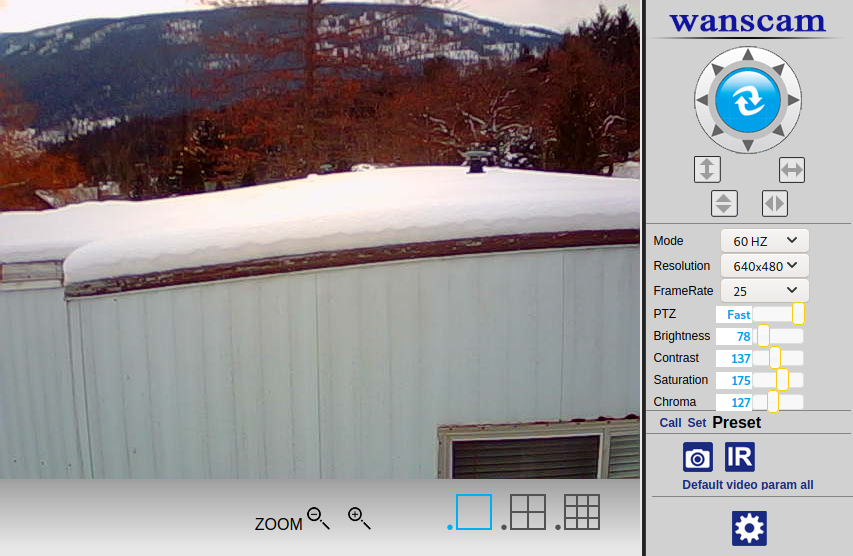 wanscam
Mode 60 HZ
Resolution 640x480
FrameRate 25
PTZ Fast
Brightness 78
Contrast 137
Saturation 175
Chroma 127
Call Set Preset
IR
Default video param all
ZOOM